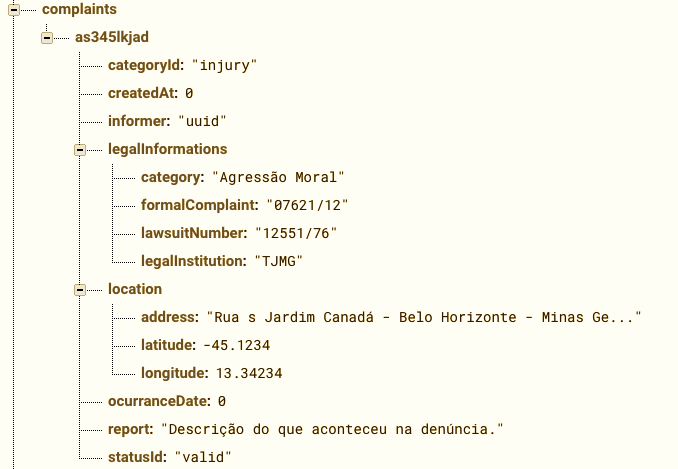 complaints
as345lkjad
categoryId: "injury"
createdAt: 0
informer: "uuid"
legalInformations
category: "Agressão Moral"
formalComplaint: "07621/12"
lawsuitNumber: "12551/76"
legalInstitution: "TJMG"
location
address: "Rua s Jardim Canadá - Belo Horizonte - Minas Ge..."
latitude: -45.1234
longitude: 13.34234
ocurranceDate: 0
report: "Descrição do que aconteceu na denúncia."
statusId: "valid"